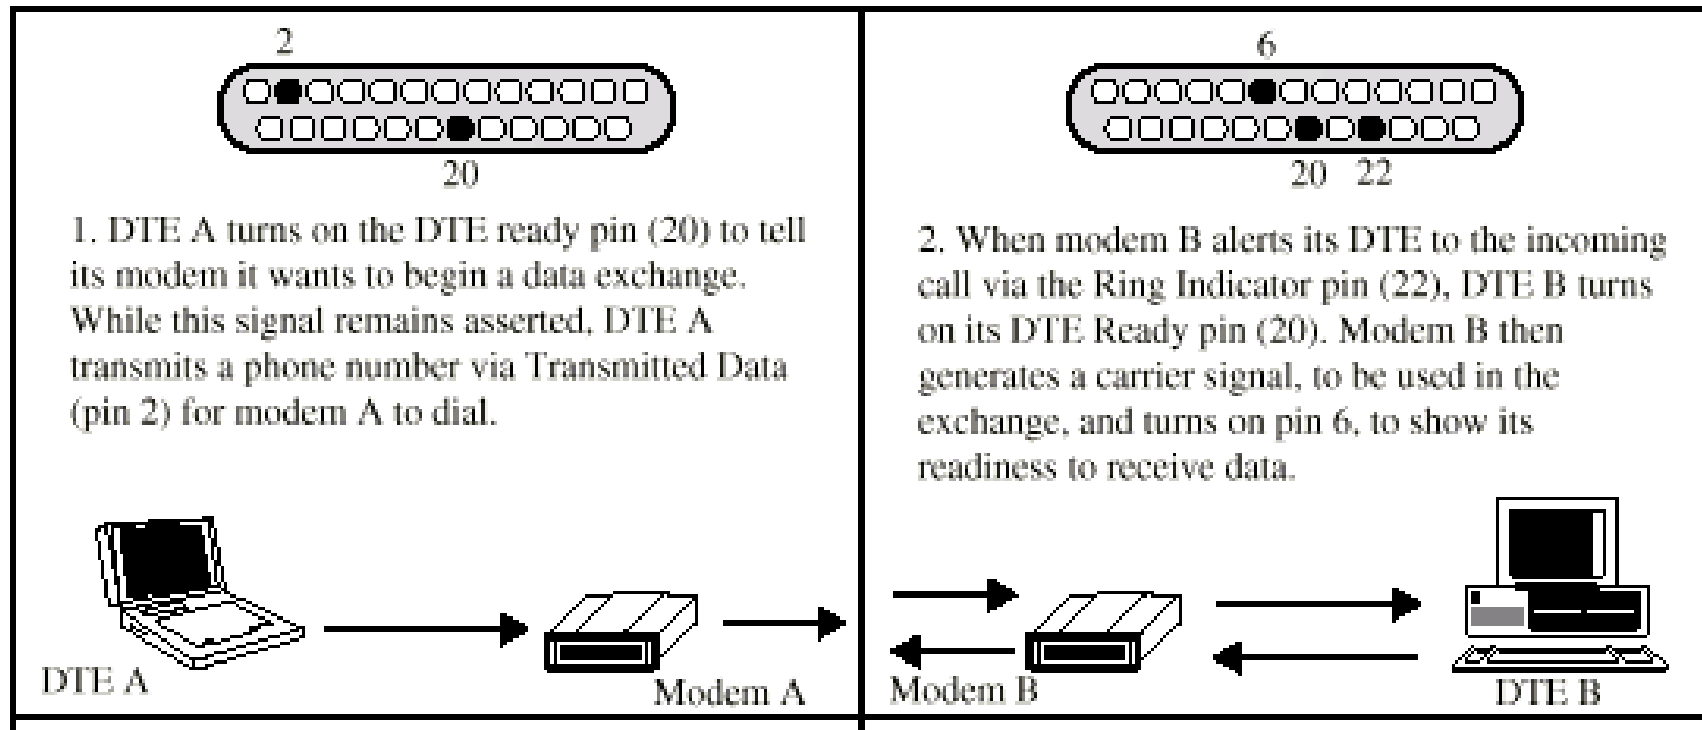 2
20
1. DTE A turns on the DTE ready pin (20) to tell
its modem it wants to begin a data exchange.
While this signal remains asserted, DTE A
transmits a phone number via Transmitted Data
(pin 2) for modem A to dial.
DTE A
Modem A
6
20 22
2. When modem B alerts its DTE to the incoming
call via the Ring Indicator pin (22), DTE B turns
on its DTE Ready pin (20). Modem B then
generates a carrier signal, to be used in the
exchange, and turns on pin 6, to show its
readiness to receive data.
Modem B
DTE B